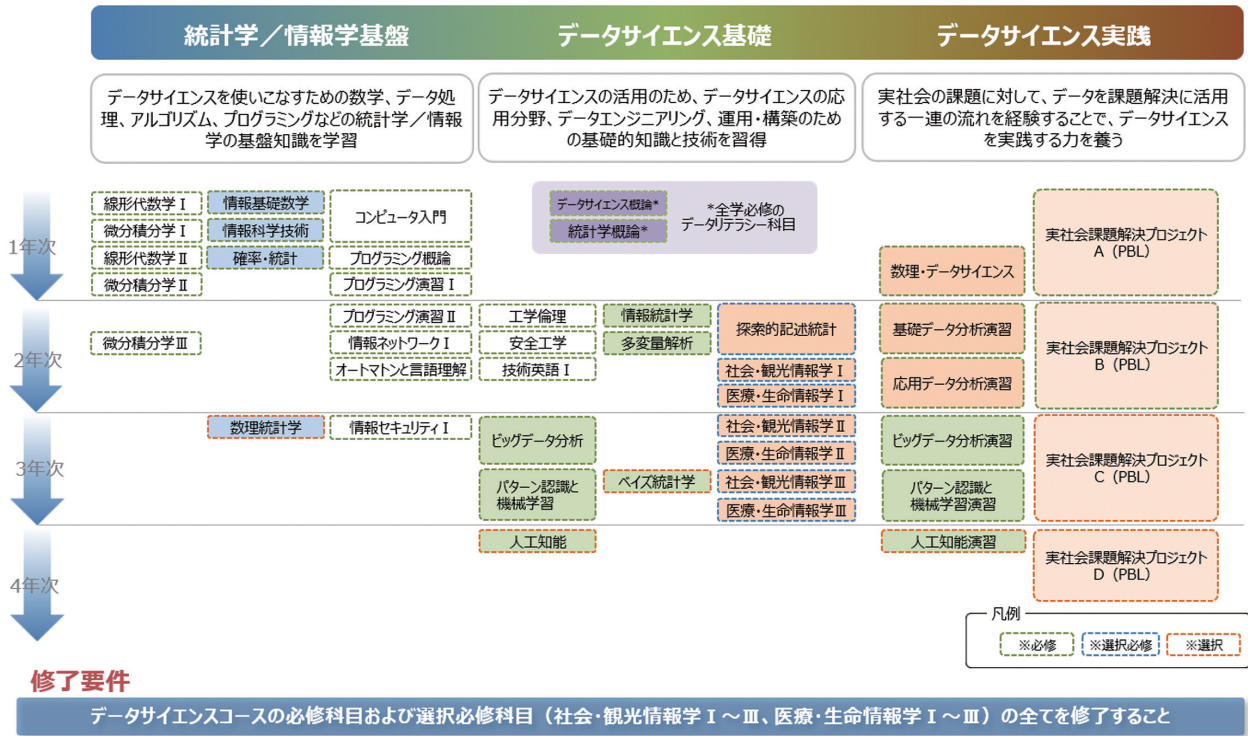 統計学／情報学基盤
データサイエンス基礎
データサイエンス実践
データサイエンスを使いこなすための数学、データ処
理、アルゴリズム、プログラミングなどの統計学／情報
学の基盤知識を学習
データサイエンスの活用のため、データサイエンスの応
用分野、データエンジニアリング、運用・構築のため
の基礎的知識と技術を習得
実社会の課題に対して、データを課題解決に活用
する一連の流れを経験することで、データサイエンス
を実践する力を養う
1年次
線形代数学Ⅰ
情報基礎数学
コンピュータ入門
微分積分学Ⅰ
情報科学技術
線形代数学Ⅱ
確率・統計
プログラミング概論
微分積分学Ⅱ
プログラミング演習Ⅰ
データサイエンス概論*
統計学概論*
*全学必修の
データリテラシー科目
数理・データサイエンス
実社会課題解決プロジェクト
A（PBL）
2年次
微分積分学Ⅲ
プログラミング演習Ⅱ
情報ネットワークⅠ
オートマトンと言語理解
工学倫理
安全工学
技術英語Ⅰ
情報統計学
多変量解析
探索的記述統計
社会・観光情報学Ⅰ
医療・生命情報学Ⅰ
基礎データ分析演習
応用データ分析演習
実社会課題解決プロジェクト
B（PBL）
3年次
数理統計学
情報セキュリティⅠ
ビッグデータ分析
パターン認識と
機械学習
ベイズ統計学
社会・観光情報学Ⅱ
医療・生命情報学Ⅱ
社会・観光情報学Ⅲ
医療・生命情報学Ⅲ
ビッグデータ分析演習
パターン認識と
機械学習演習
実社会課題解決プロジェクト
C（PBL）
4年次
人工知能
人工知能演習
実社会課題解決プロジェクト
D（PBL）
凡例
※必修
※選択必修
※選択
修了要件
データサイエンスコースの必修科目および選択必修科目（社会・観光情報学Ⅰ～Ⅲ、医療・生命情報学Ⅰ～Ⅲ）の全てを修了すること